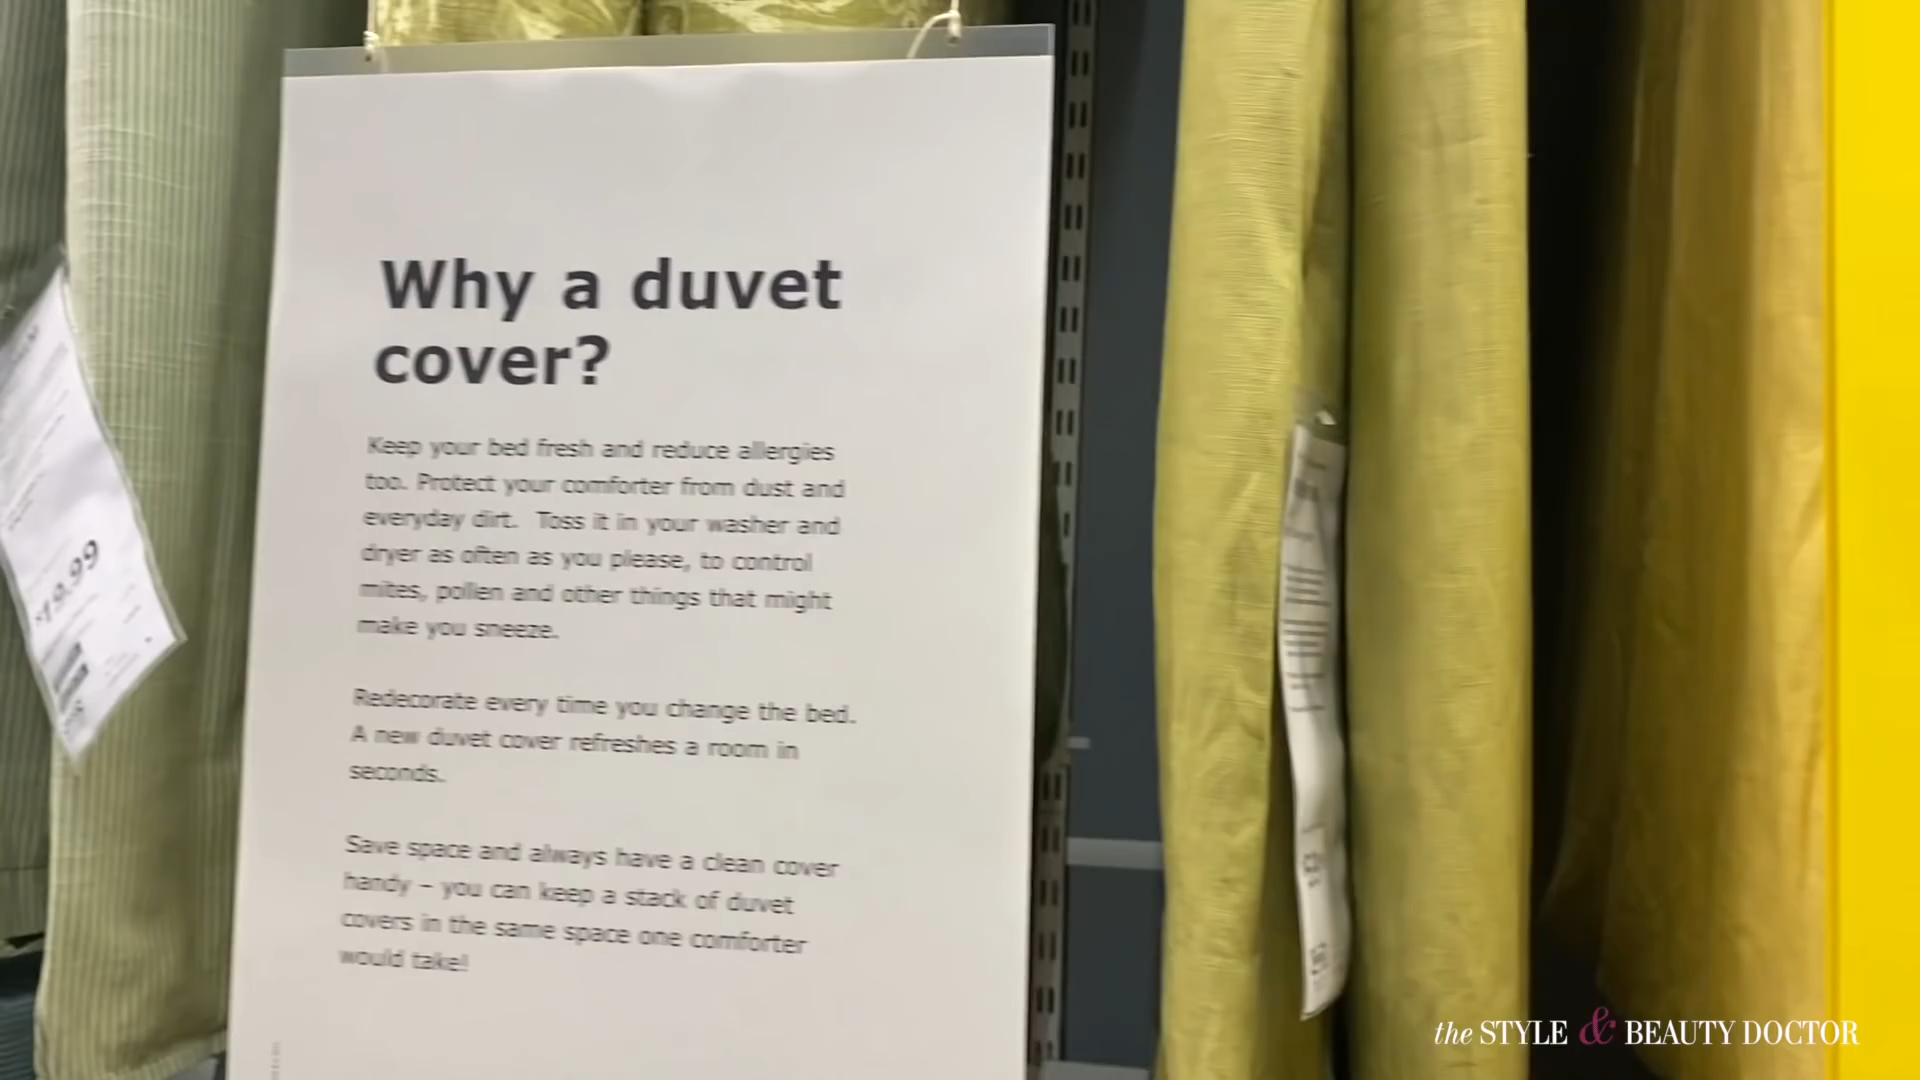 Why a duvet
cover?
Keep your bed fresh and reduce allergies
too. Protect your comforter from dust and
everyday dirt. Toss it in your washer and
dryer as often as you please, to control
mites, pollen and other things that might
make you sneeze.
Redecorate every time you change the bed.
A new duvet cover refreshes a room in
seconds.
Save space and always have a clean cover
handy – you can keep a stack of duvet
covers in the same space one comforter
would take!
$19.99
the STYLE & BEAUTY DOCTOR